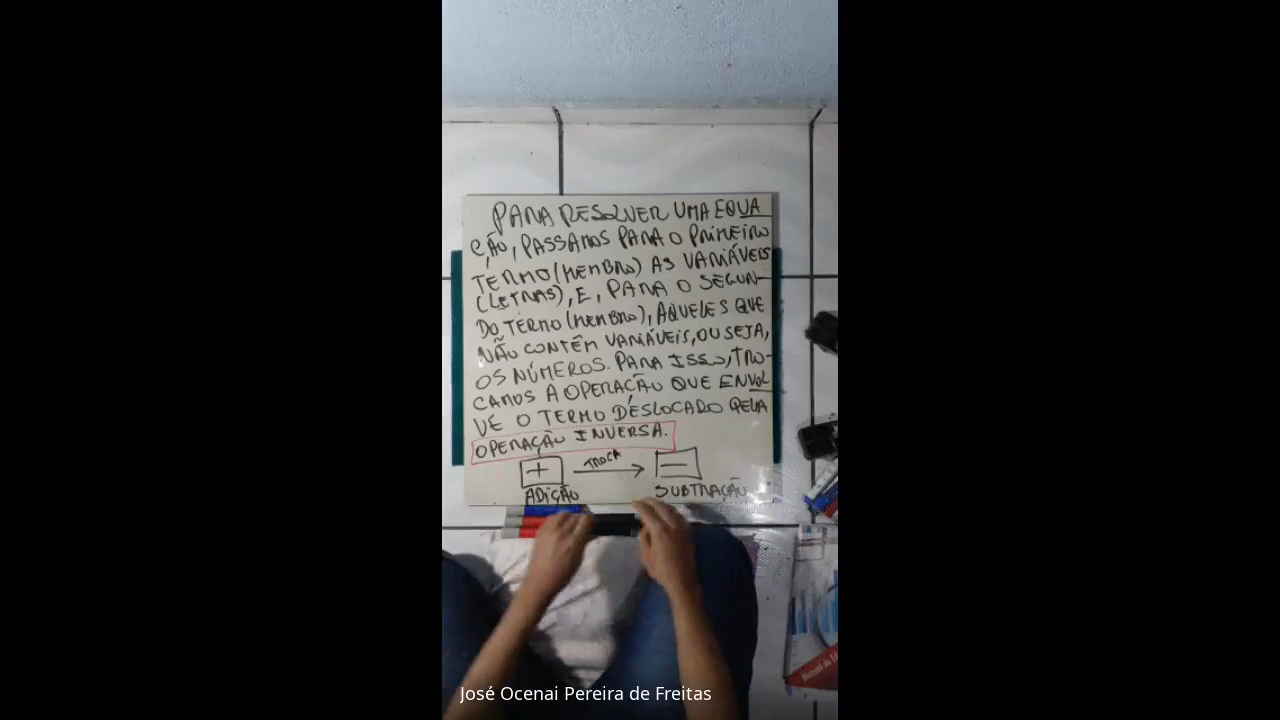 PARA RESOLVER UMA EQUA
ÇÃO, PASSAMOS PARA O PRIMEIRO
TERMO (MEMBRO) AS VARIÁVEIS
(LETRAS), E, PARA O SEGUN-
DO TERMO (MEMBRO), AQUELES QUE
NÃO CONTÊM VARIÁVEIS, OU SEJA,
OS NÚMEROS. PARA ISSO, TRO-
CAMOS A OPERAÇÃO QUE ENVOL
VE O TERMO DESLOCADO PELA
OPERAÇÃO INVERSA.
+ TROCA −
ADIÇÃO SUBTRAÇÃO
Manual do
José Ocenai Pereira de Freitas